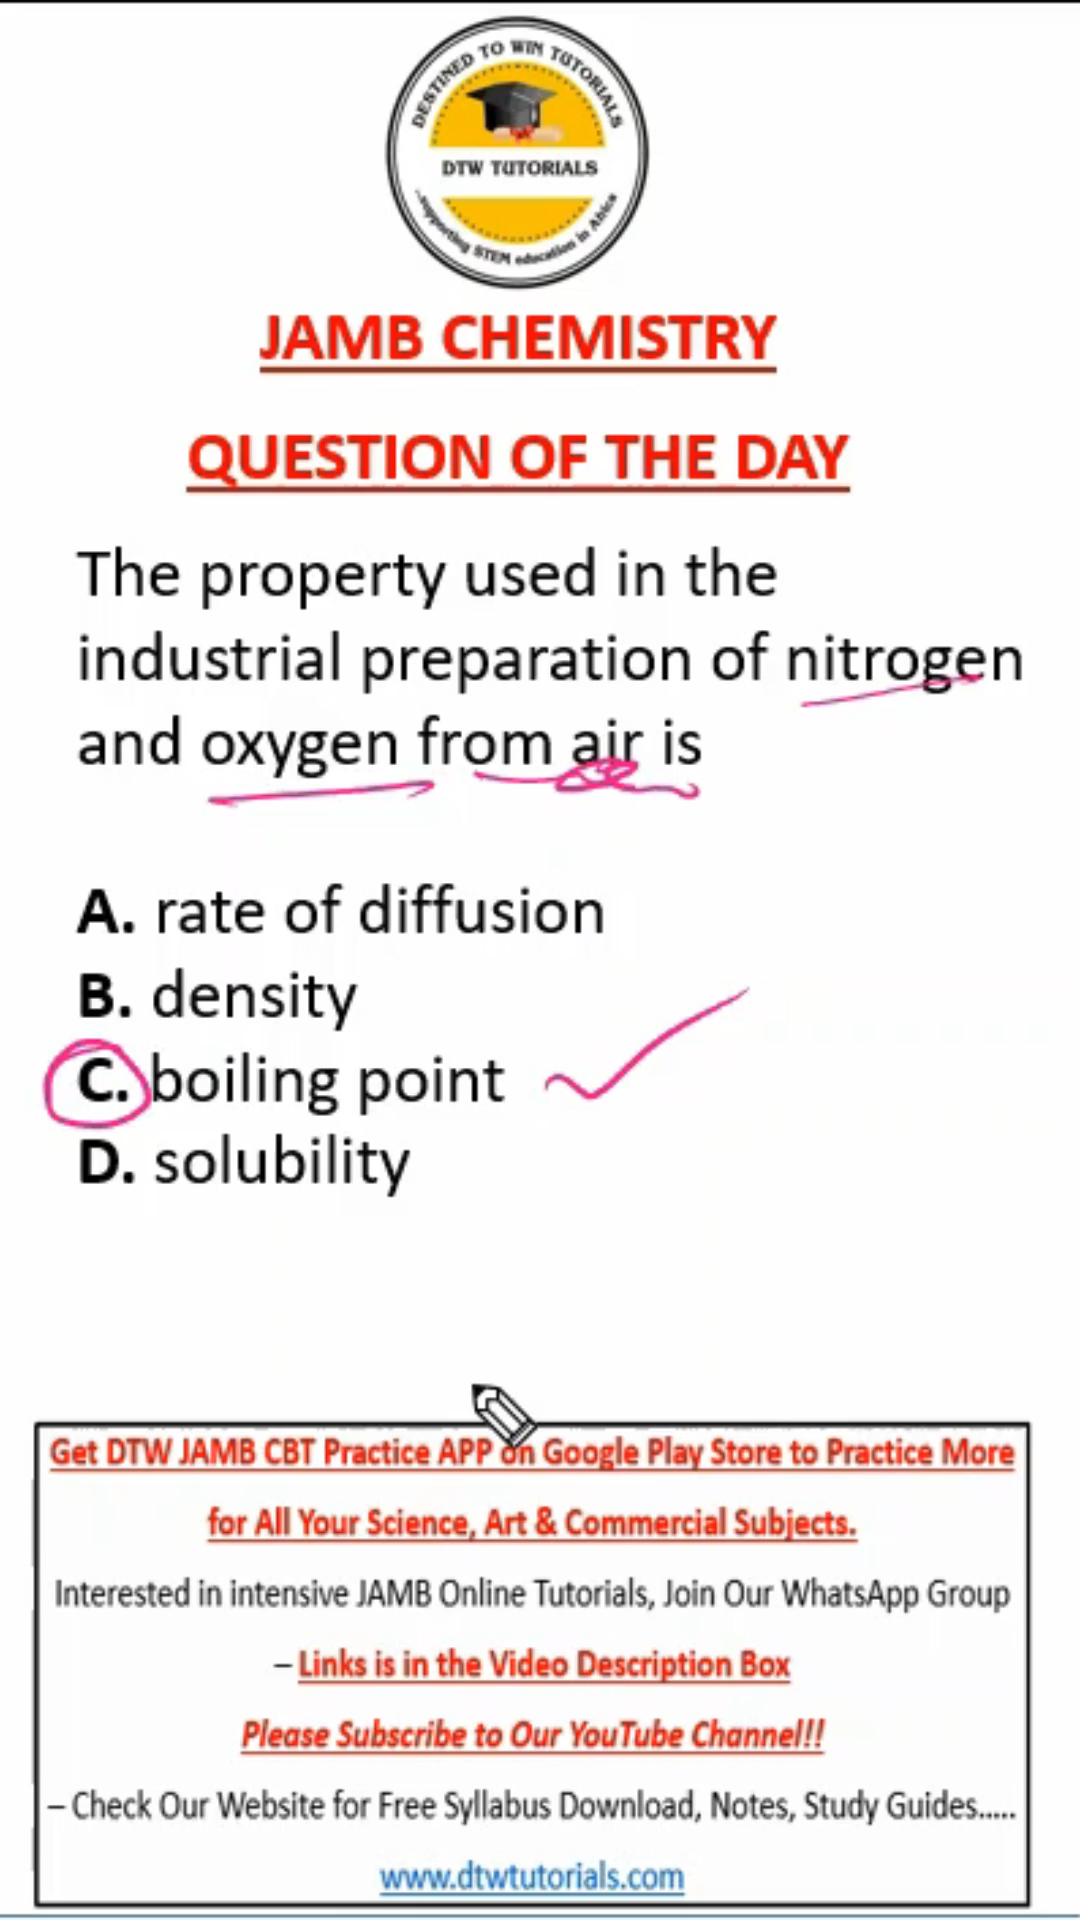 DESTINED TO WIN TUTORIALS
DTW TUTORIALS
...supporting STEM education in Africa
JAMB CHEMISTRY
QUESTION OF THE DAY
The property used in the
industrial preparation of nitrogen
and oxygen from air is
A. rate of diffusion
B. density
C. boiling point
D. solubility
Get DTW JAMB CBT Practice APP on Google Play Store to Practice More
for All Your Science, Art & Commercial Subjects.
Interested in intensive JAMB Online Tutorials, Join Our WhatsApp Group
– Links is in the Video Description Box
Please Subscribe to Our YouTube Channel!!
– Check Our Website for Free Syllabus Download, Notes, Study Guides.....
www.dtwtutorials.com